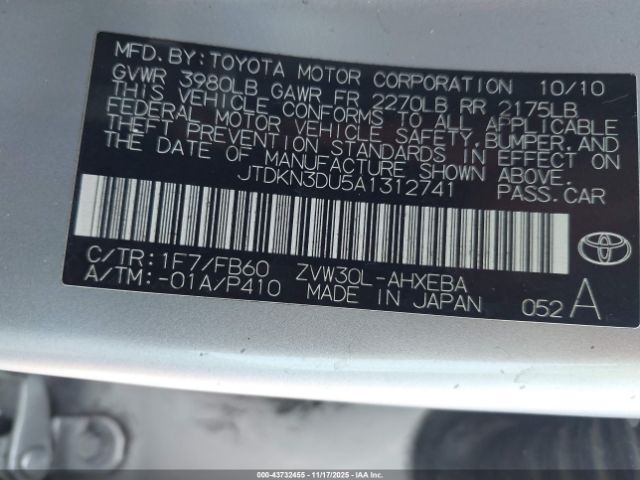 MFD. BY: TOYOTA MOTOR CORPORATION 10/10
GVWR 3980LB GAWR FR 2270LB RR 2175LB
THIS VEHICLE CONFORMS TO ALL APPLICABLE
FEDERAL MOTOR VEHICLE SAFETY, BUMPER, AND
THEFT PREVENTION STANDARDS IN EFFECT ON
THE DATE OF MANUFACTURE SHOWN ABOVE.
JTDKN3DU5A1312741 PASS. CAR
C/TR: 1F7/FB60 ZVW30L-AHXEBA
A/TM: -01A/P410 MADE IN JAPAN 052 A
TOYOTA
000-43732455 - 11/17/2025 - IAAI.COM